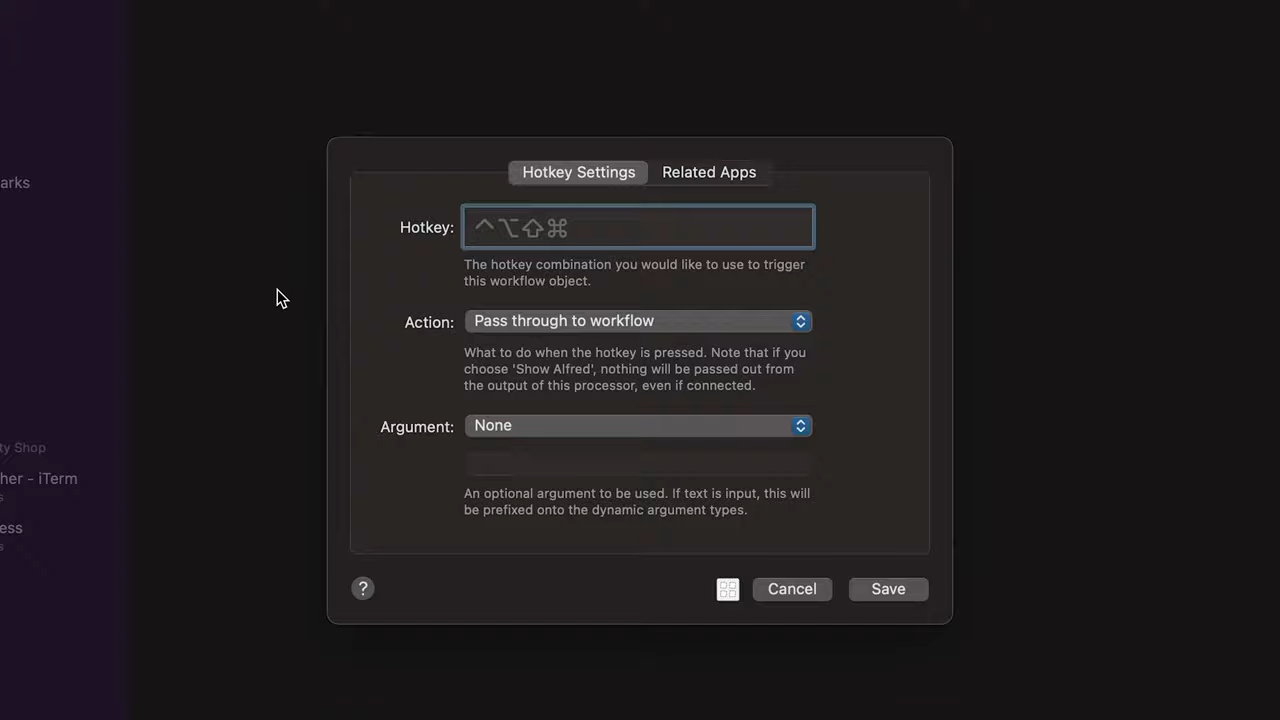 Hotkey Settings Related Apps
Hotkey: ^⌥⇧⌘
The hotkey combination you would like to use to trigger
this workflow object.
Action: Pass through to workflow
What to do when the hotkey is pressed. Note that if you
choose 'Show Alfred', nothing will be passed out from
the output of this processor, even if connected.
Argument: None
An optional argument to be used. If text is input, this will
be prefixed onto the dynamic argument types.
? Cancel Save
arks
ty Shop
her - iTerm
s
ess
s